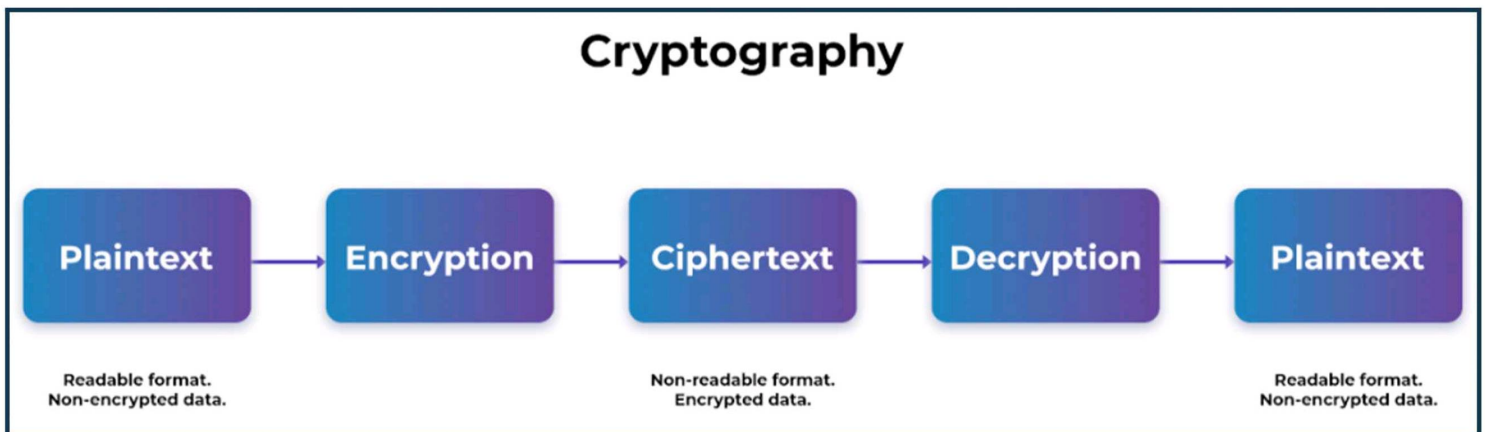 Cryptography
Plaintext
Encryption
Ciphertext
Decryption
Plaintext
Readable format.
Non-encrypted data.
Non-readable format.
Encrypted data.
Readable format.
Non-encrypted data.